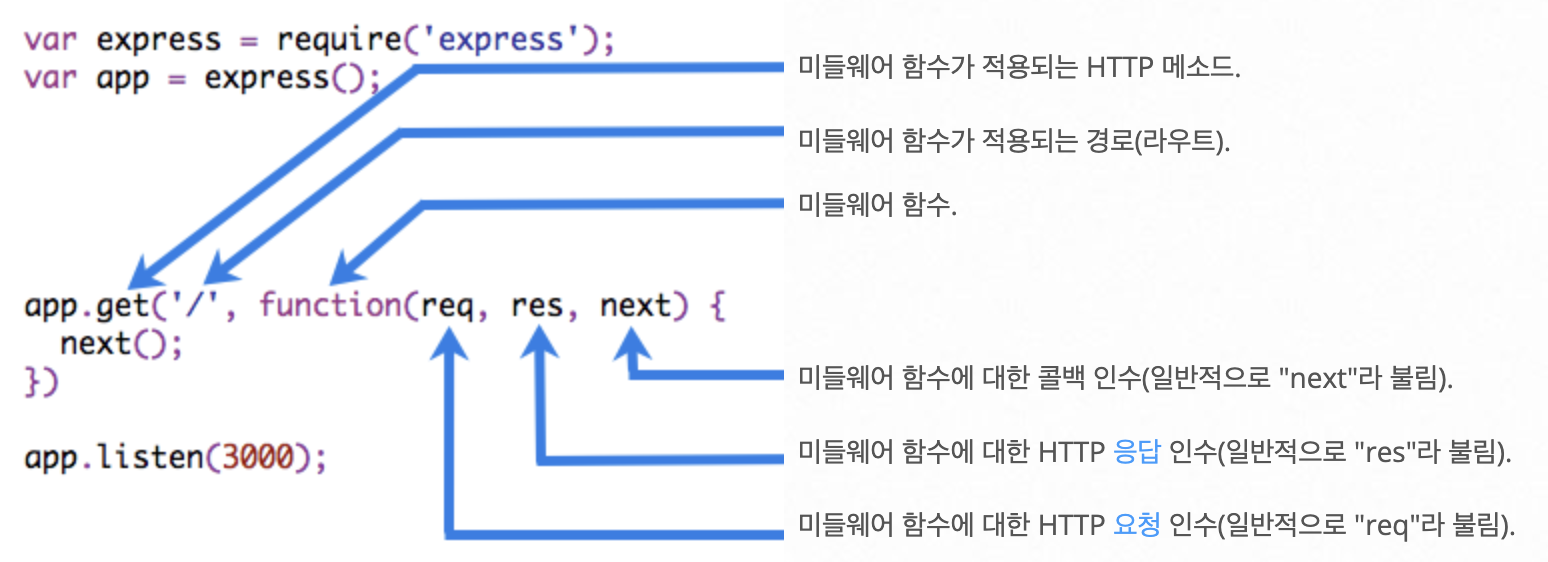 var express = require('express');
var app = express();
미들웨어 함수가 적용되는 HTTP 메소드.
미들웨어 함수가 적용되는 경로(라우트).
미들웨어 함수.
app.get('/', function(req, res, next) {
next();
})
미들웨어 함수에 대한 콜백 인수(일반적으로 "next"라 불림).
app.listen(3000);
미들웨어 함수에 대한 HTTP 응답 인수(일반적으로 "res"라 불림).
미들웨어 함수에 대한 HTTP 요청 인수(일반적으로 "req"라 불림).